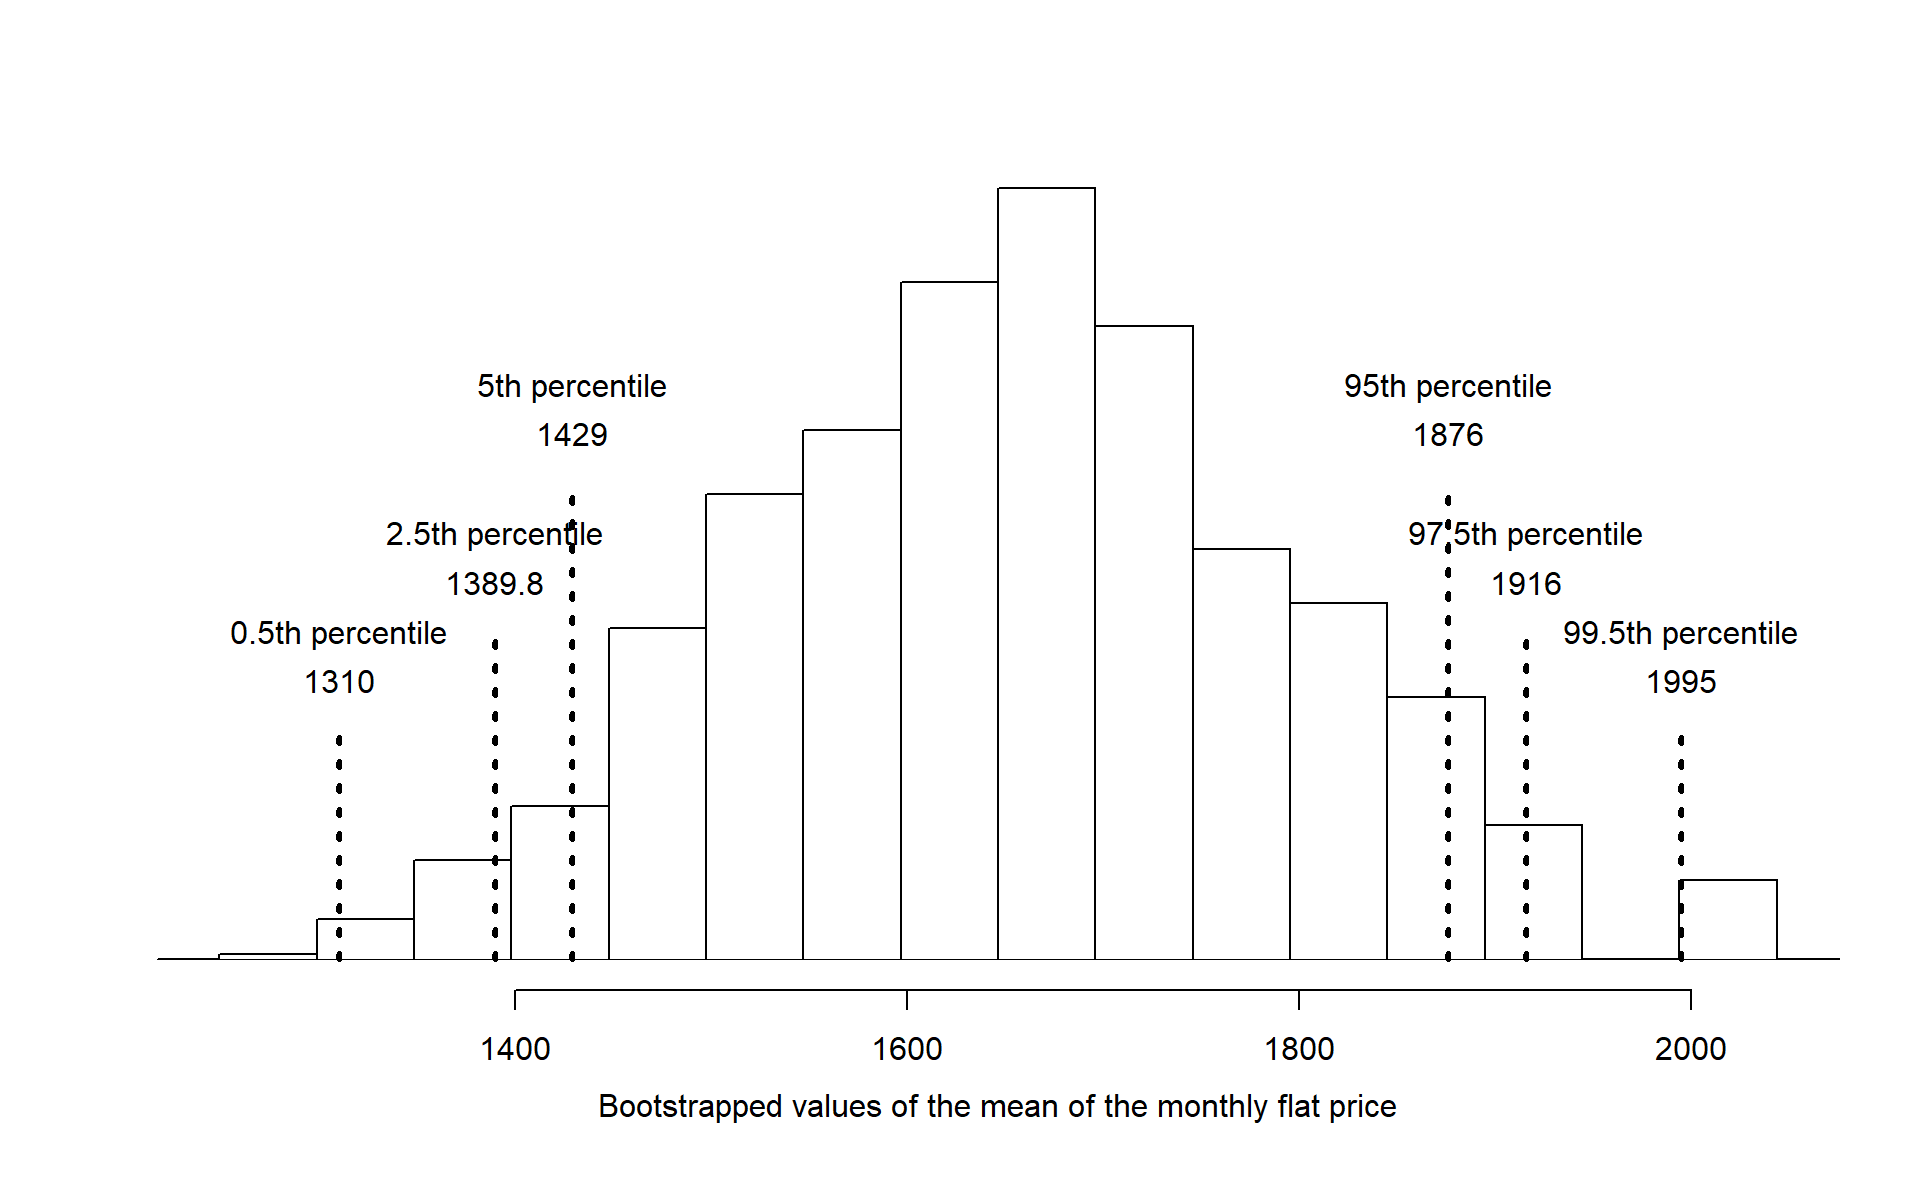 5th percentile
1429
95th percentile
1876
2.5th percentile
1389.8
97.5th percentile
1916
0.5th percentile
1310
99.5th percentile
1995
1400
1600
1800
2000
Bootstrapped values of the mean of the monthly flat price